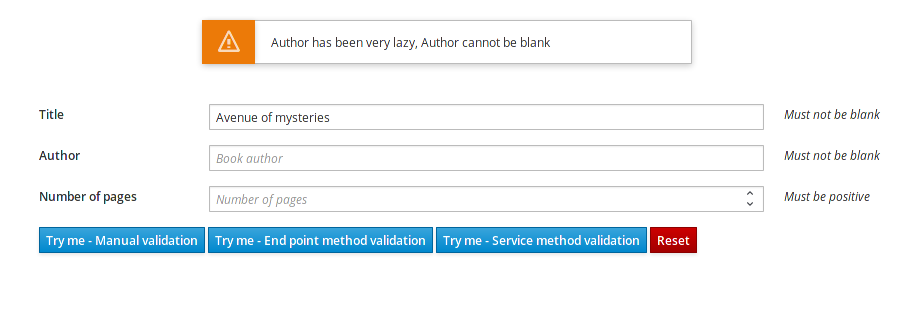 Author has been very lazy, Author cannot be blank
Title Avenue of mysteries Must not be blank
Author Book author Must not be blank
Number of pages Number of pages Must be positive
Try me - Manual validation Try me - End point method validation Try me - Service method validation Reset